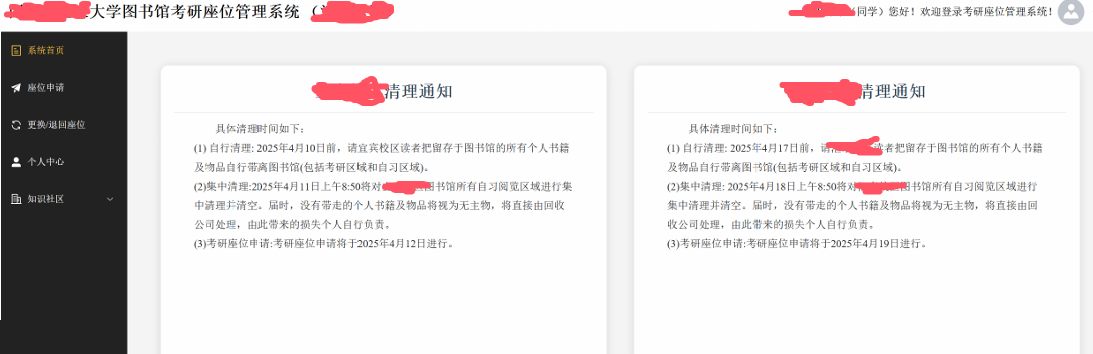 大学图书馆考研座位管理系统 （
（同学）您好！欢迎登录考研座位管理系统！
系统首页
座位申请
更换/退回座位
个人中心
知识社区
清理通知
具体清理时间如下：
(1) 自行清理: 2025年4月10日前，请宜宾校区读者把留存于图书馆的所有个人书籍
及物品自行带离图书馆(包括考研区域和自习区域)。
(2)集中清理:2025年4月11日上午8:50将对图书馆所有自习阅览区域进行集
中清理并清空。届时，没有带走的个人书籍及物品将视为无主物，将直接由回收
公司处理，由此带来的损失个人自行负责。
(3)考研座位申请:考研座位申请将于2025年4月12日进行。
清理通知
具体清理时间如下：
(1) 自行清理: 2025年4月17日前，请读者把留存于图书馆的所有个人书籍
及物品自行带离图书馆(包括考研区域和自习区域)。
(2)集中清理: 2025年4月18日上午8:50将对图书馆所有自习阅览区域进行
集中清理并清空。届时，没有带走的个人书籍及物品将视为无主物，将直接由回
收公司处理，由此带来的损失个人自行负责。
(3)考研座位申请:考研座位申请将于2025年4月19日进行。